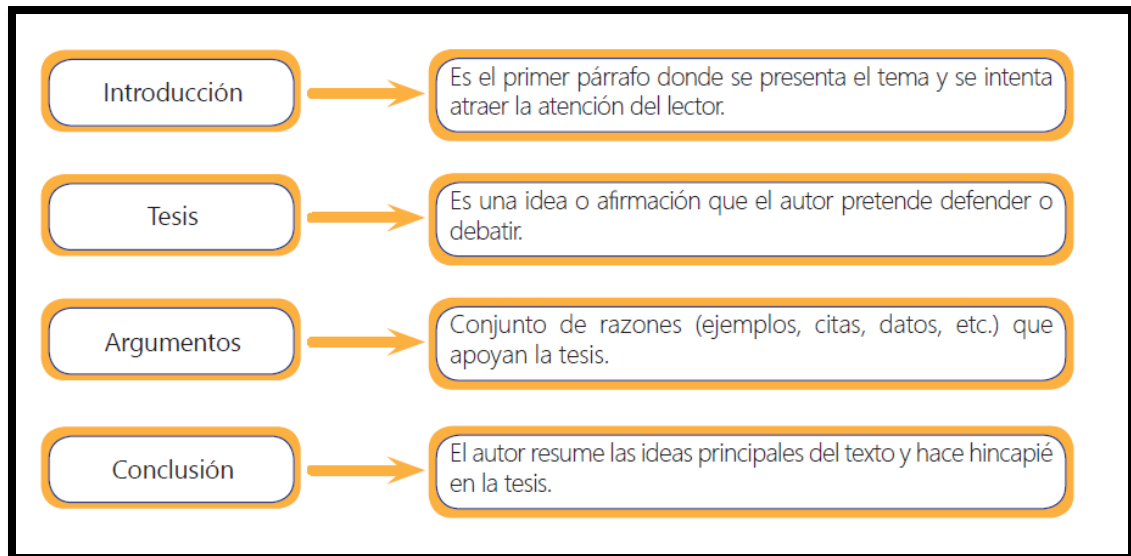 Introducción
Es el primer párrafo donde se presenta el tema y se intenta
atraer la atención del lector.
Tesis
Es una idea o afirmación que el autor pretende defender o
debatir.
Argumentos
Conjunto de razones (ejemplos, citas, datos, etc.) que
apoyan la tesis.
Conclusión
El autor resume las ideas principales del texto y hace hincapié
en la tesis.